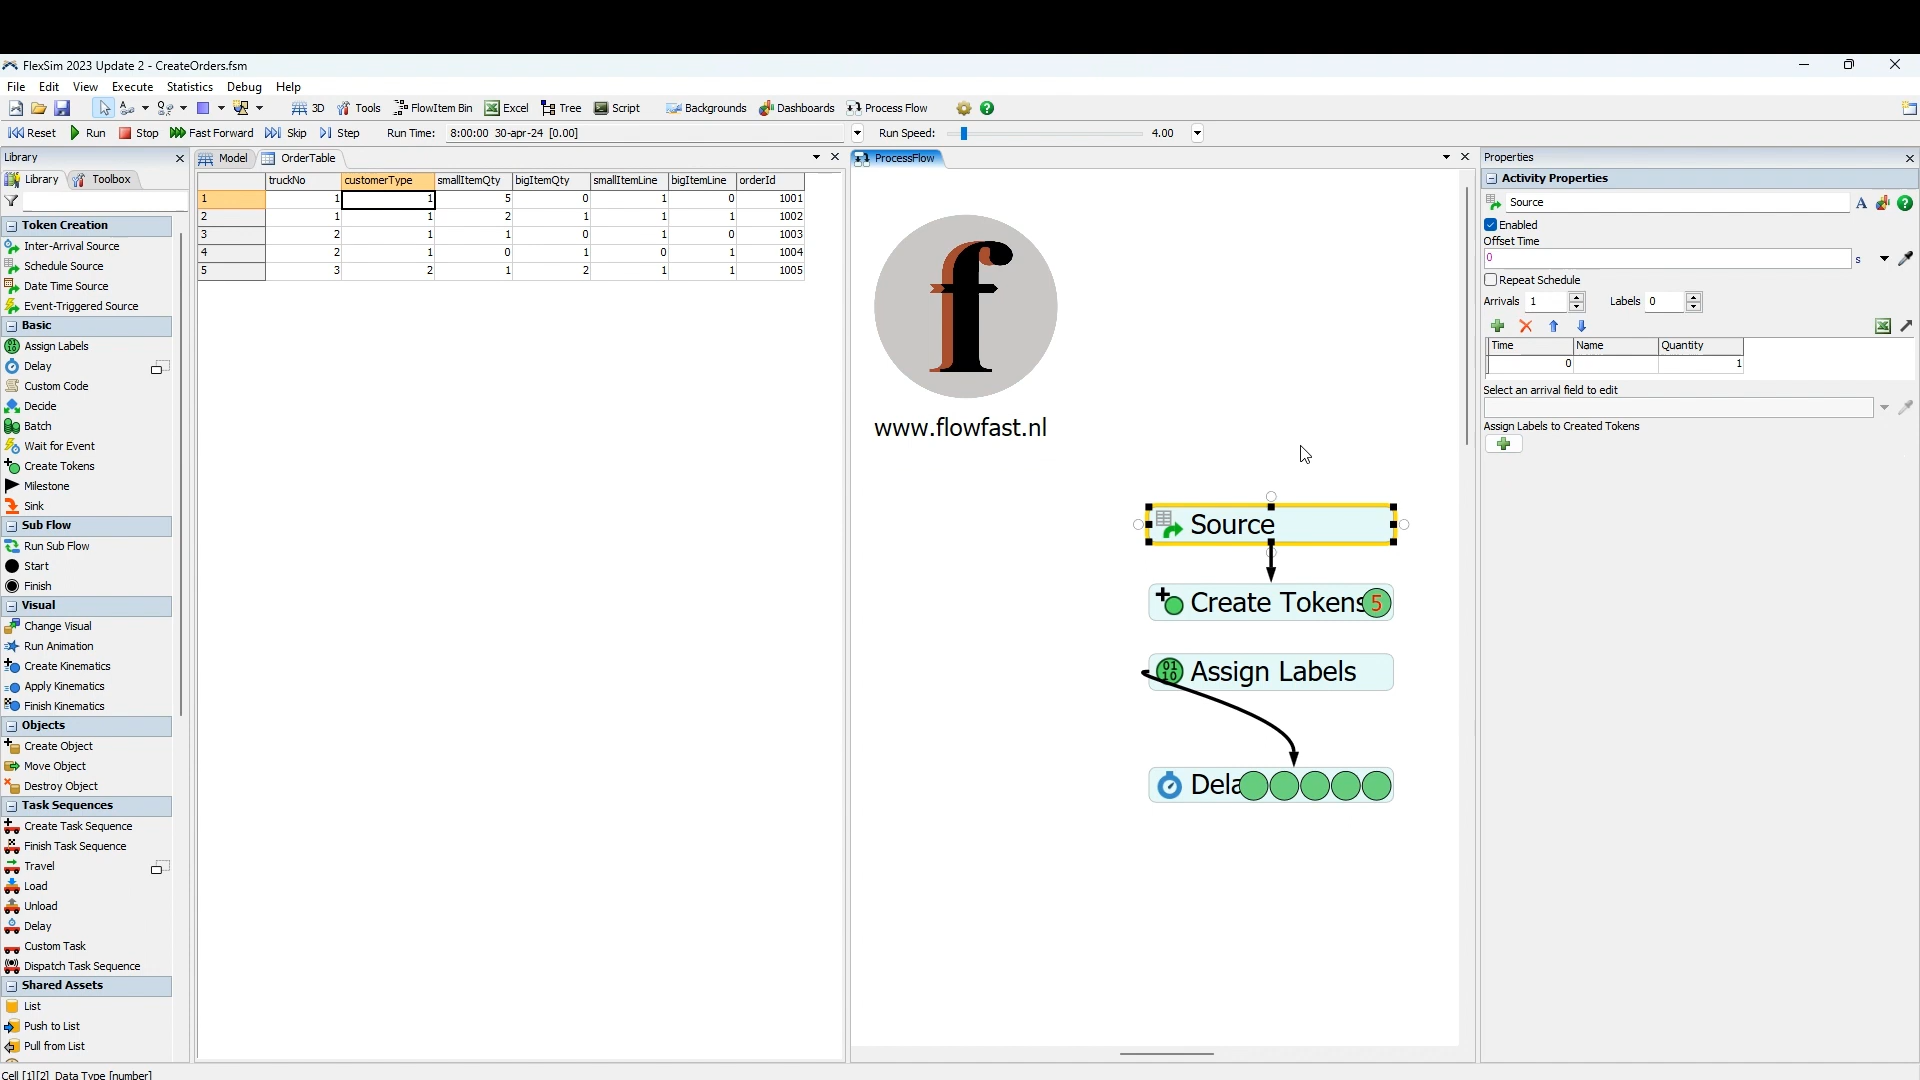 FlexSim 2023 Update 2 - CreateOrders.fsm
File Edit View Execute Statistics Debug Help
3D Tools FlowItem Bin Excel Tree Script Backgrounds Dashboards Process Flow
Reset Run Stop Fast Forward Skip Step Run Time: 8:00:00 30-apr-24 [0.00] Run Speed: 4.00
Library
Library Toolbox
Token Creation
Inter-Arrival Source
Schedule Source
Date Time Source
Event-Triggered Source
Basic
Assign Labels
Delay
Custom Code
Decide
Batch
Wait for Event
Create Tokens
Milestone
Sink
Sub Flow
Run Sub Flow
Start
Finish
Visual
Change Visual
Run Animation
Create Kinematics
Apply Kinematics
Finish Kinematics
Objects
Create Object
Move Object
Destroy Object
Task Sequences
Create Task Sequence
Finish Task Sequence
Travel
Load
Unload
Delay
Custom Task
Dispatch Task Sequence
Shared Assets
List
Push to List
Pull from List
Model OrderTable
truckNo customerType smallItemQty bigItemQty smallItemLine bigItemLine orderId
1 1 1 5 0 1 0 1001
2 1 1 2 1 1 1 1002
3 2 1 1 0 1 0 1003
4 2 1 0 1 0 1 1004
5 3 2 1 2 1 1 1005
ProcessFlow
f
www.flowfast.nl
Source
Create Tokens 5
01 10 Assign Labels
Dela
Properties
Activity Properties
Source A ?
Enabled
Offset Time
0 s
Repeat Schedule
Arrivals 1 Labels 0
Time Name Quantity
0 1
Select an arrival field to edit
Assign Labels to Created Tokens
Cell [1][2] Data Type [number]